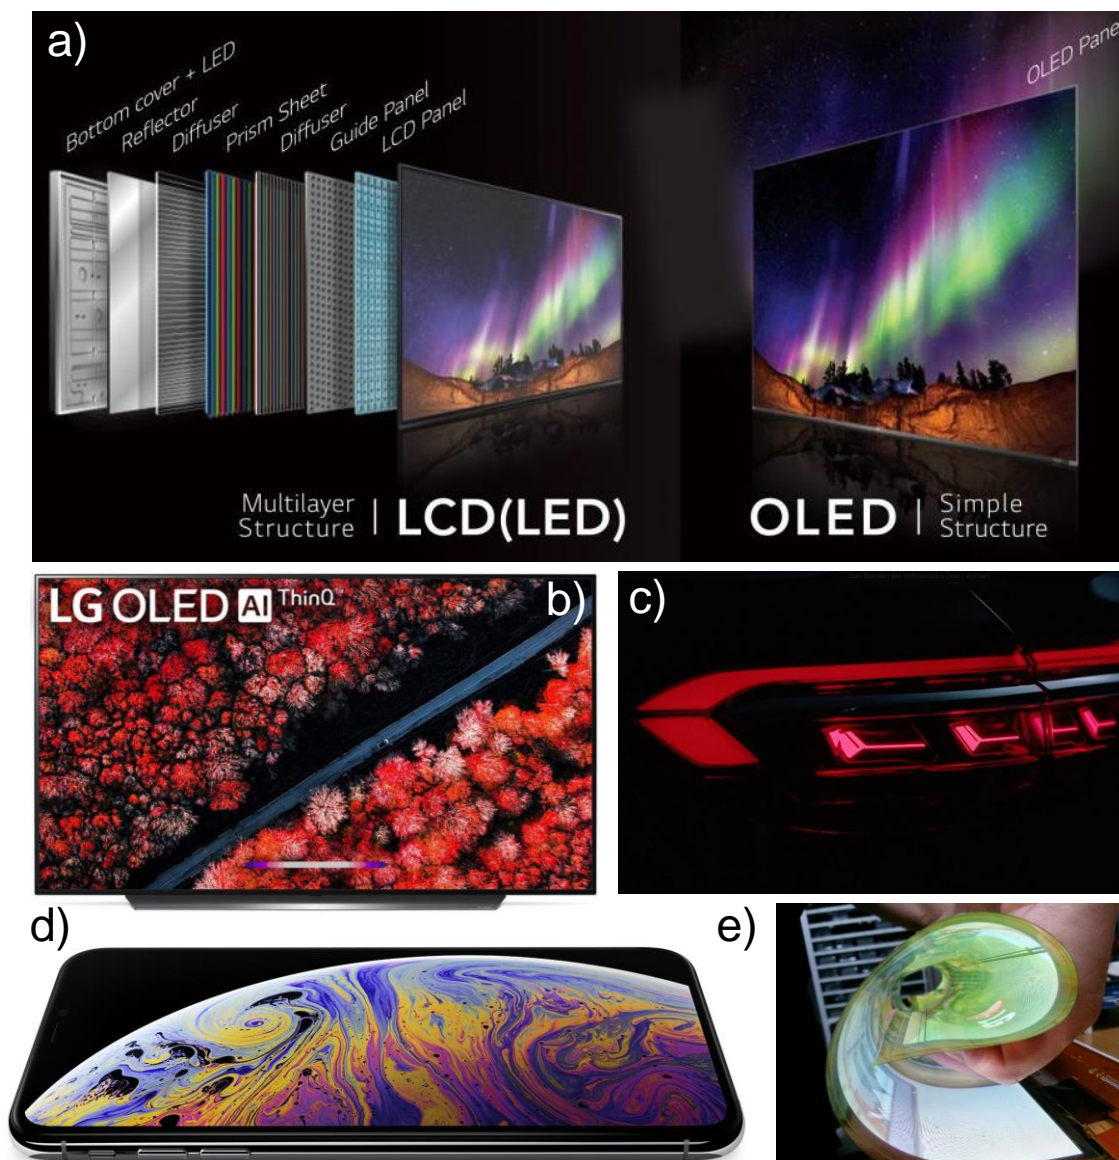 a)
Bottom cover + LED
Reflector
Diffuser
Prism Sheet
Diffuser
Guide Panel
LCD Panel
OLED Panel
Multilayer
Structure | LCD(LED)
OLED | Simple
Structure
LG OLED AI ThinQ
b)
c)
d)
e)